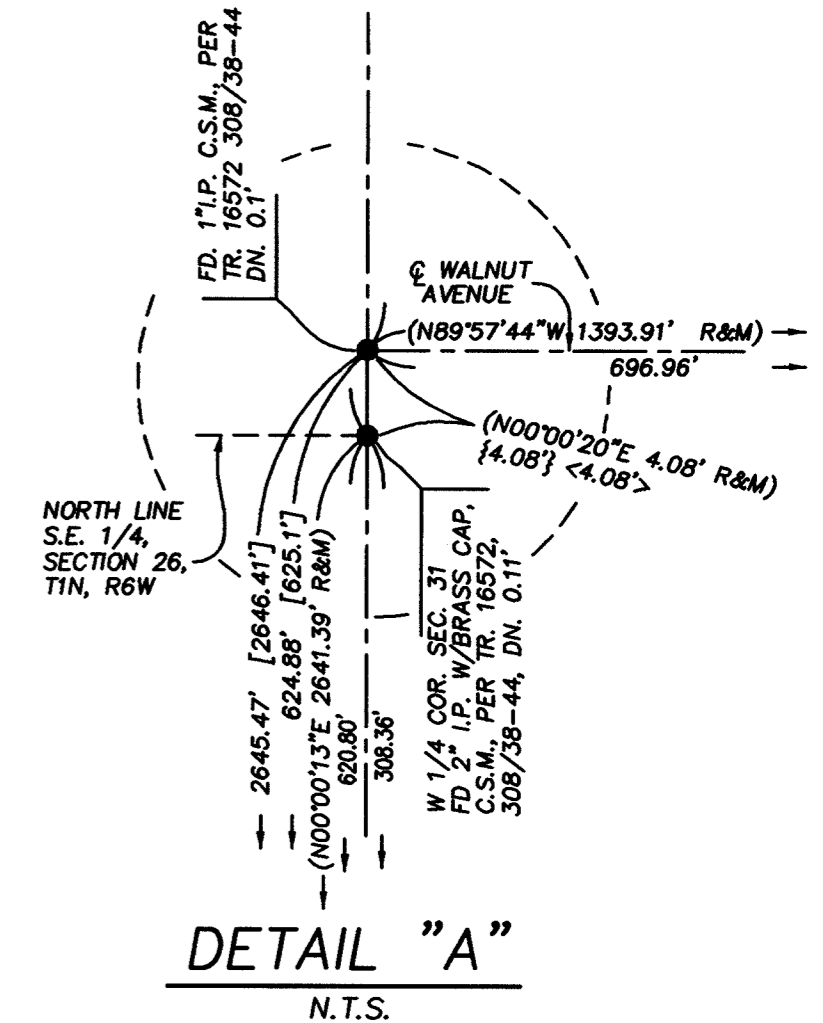 FD. 1"I.P. C.S.M., PER
TR. 16572 308/38-44
DN. 0.1'
℄ WALNUT
AVENUE
(N89°57'44"W 1393.91' R&M)
696.96'
(N00°00'20"E 4.08' R&M)
{4.08'} <4.08'>
NORTH LINE
S.E. 1/4,
SECTION 26,
T1N, R6W
2645.47' [2646.41']
624.88' [625.1']
(N00°00'13"E 2641.39' R&M)
620.80'
308.36'
W 1/4 COR. SEC. 31
FD 2" I.P. W/BRASS CAP,
C.S.M., PER TR. 16572,
308/38-44, DN. 0.11'
DETAIL "A"
N.T.S.